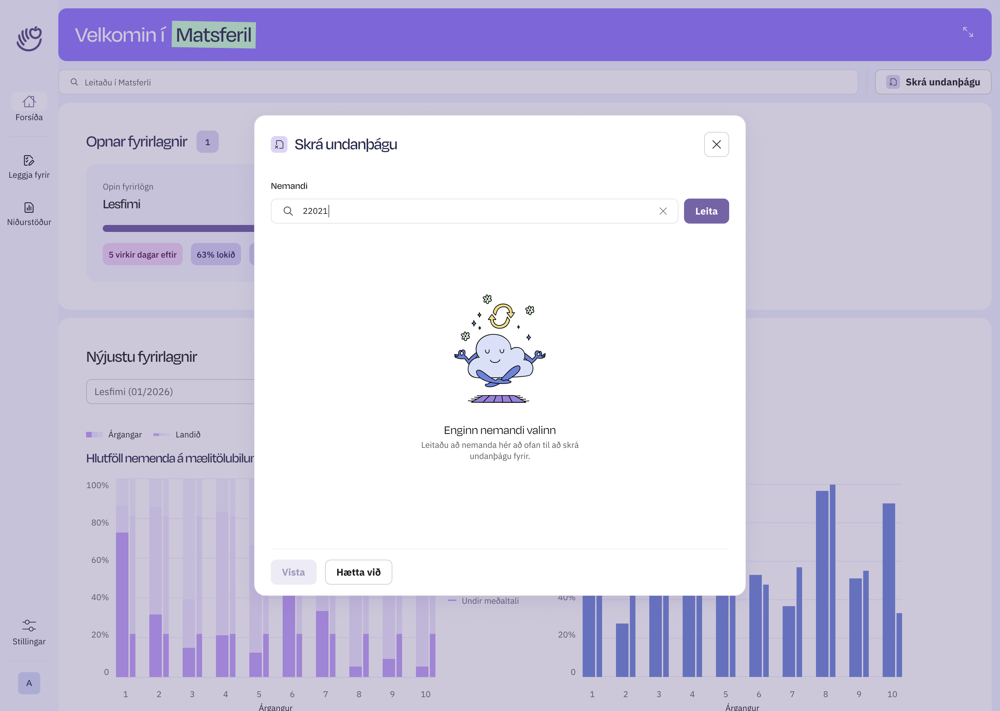 Velkomin í Matsferil
Leitaðu í Matsferli
Skrá undanþágu
Forsíða
Leggja fyrir
Niðurstöður
Stillingar
A
Opnar fyrirlagnir 1
Opin fyrirlögn
Lesfimi
5 virkir dagar eftir 63% lokið
Skrá undanþágu
Nemandi
22021
Leita
Enginn nemandi valinn
Leitaðu að nemanda hér að ofan til að skrá
undanþágu fyrir.
Vista Hætta við
Nýjustu fyrirlagnir
Lesfimi (01/2026)
Árgangar Landið
Hlutföll nemenda á
100%
80%
60%
40%
20%
0
1 2 3 4 5 6 7 8 9 10
Árgangur
Undir meðaltali
40%
20%
0
1 2 3 4 5 6 7 8 9 10
Árgangur